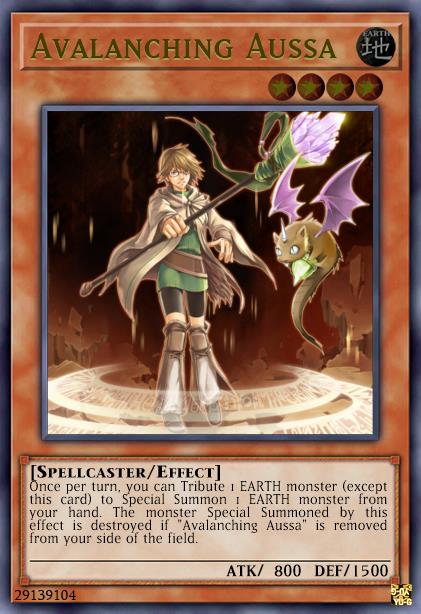 Avalanching Aussa
EARTH
地
[Spellcaster/Effect]
Once per turn, you can Tribute 1 EARTH monster (except
this card) to Special Summon 1 EARTH monster from
your hand. The monster Special Summoned by this
effect is destroyed if "Avalanching Aussa" is removed
from your side of the field.
ATK/ 800 DEF/1500
29139104